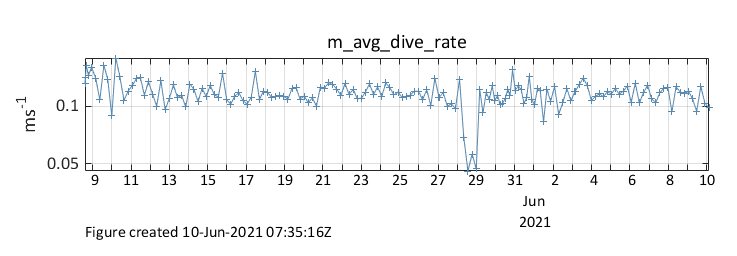 m_avg_dive_rate
ms-1
0.1
0.05
9 11 13 15 17 19 21 23 25 27 29 31 2 4 6 8 10
Jun
2021
Figure created 10-Jun-2021 07:35:16Z